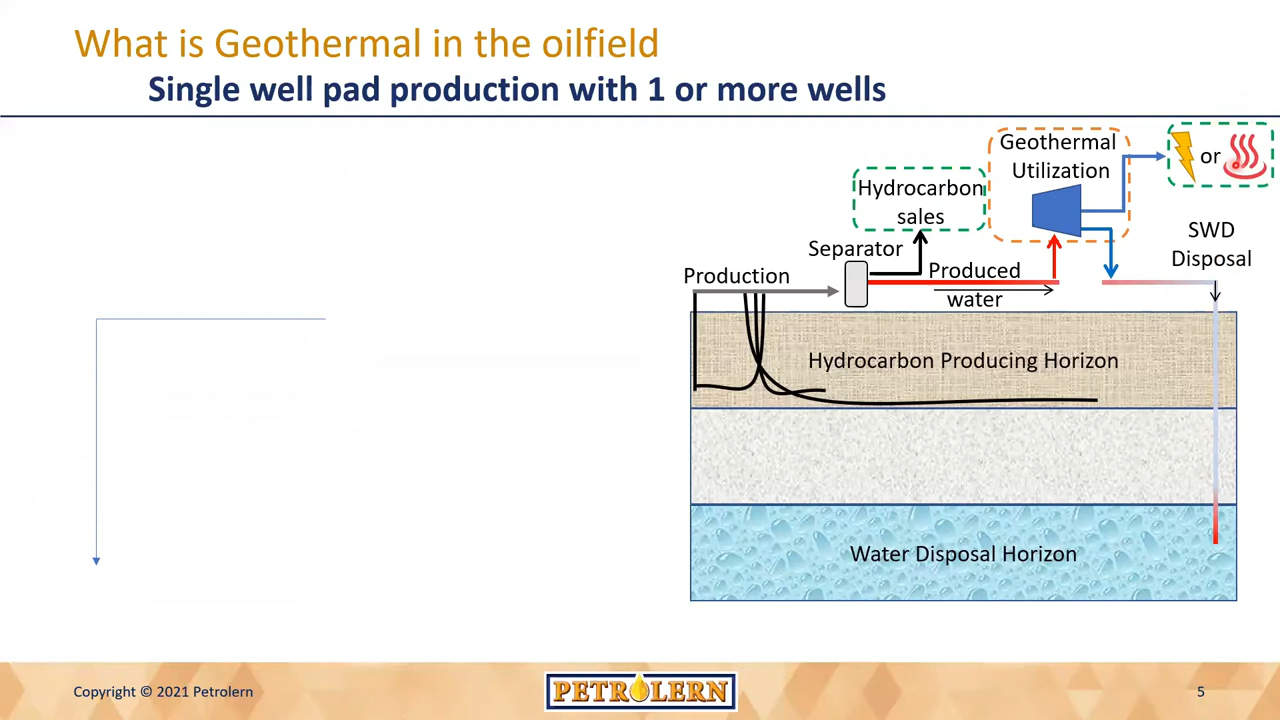 What is Geothermal in the oilfield
Single well pad production with 1 or more wells
Geothermal
Utilization
or
Hydrocarbon
sales
SWD
Disposal
Separator
Production
Produced
water
Hydrocarbon Producing Horizon
Water Disposal Horizon
Copyright © 2021 Petrolern
PETROLERN
5